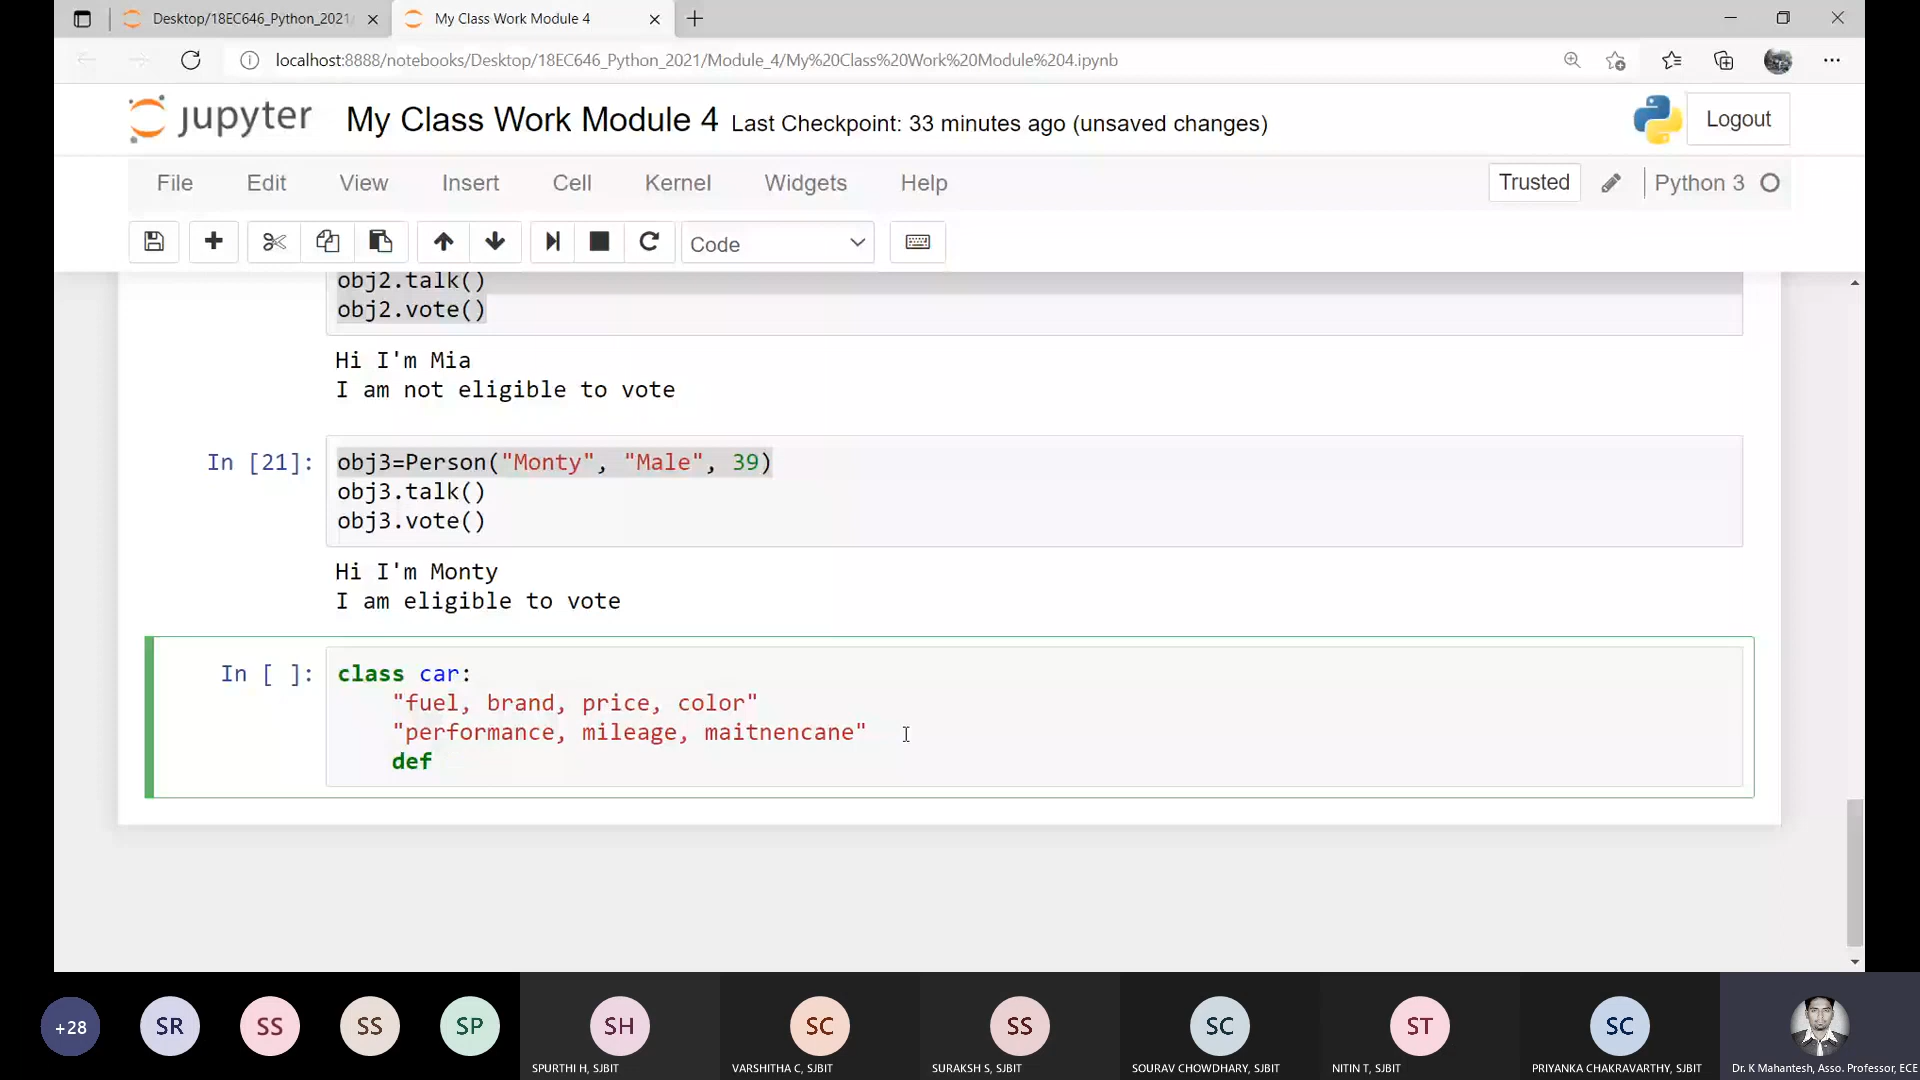 Desktop/18EC646_Python_2021
My Class Work Module 4
localhost:8888/notebooks/Desktop/18EC646_Python_2021/Module_4/My%20Class%20Work%20Module%204.ipynb
jupyter My Class Work Module 4 Last Checkpoint: 33 minutes ago (unsaved changes)
Logout
File Edit View Insert Cell Kernel Widgets Help
Trusted
Python 3
Code
obj2.talk()
obj2.vote()
Hi I'm Mia
I am not eligible to vote
In [21]:
obj3=Person("Monty", "Male", 39)
obj3.talk()
obj3.vote()
Hi I'm Monty
I am eligible to vote
In [ ]:
class car:
"fuel, brand, price, color"
"performance, mileage, maitnencane"
def
+28 SR SS SS SP SH SC SS SC ST SC
SPURTHI H, SJBIT
VARSHITHA C, SJBIT
SURAKSH S, SJBIT
SOURAV CHOWDHARY, SJBIT
NITIN T, SJBIT
PRIYANKA CHAKRAVARTHY, SJBIT
Dr. K Mahantesh, Asso. Professor, ECE